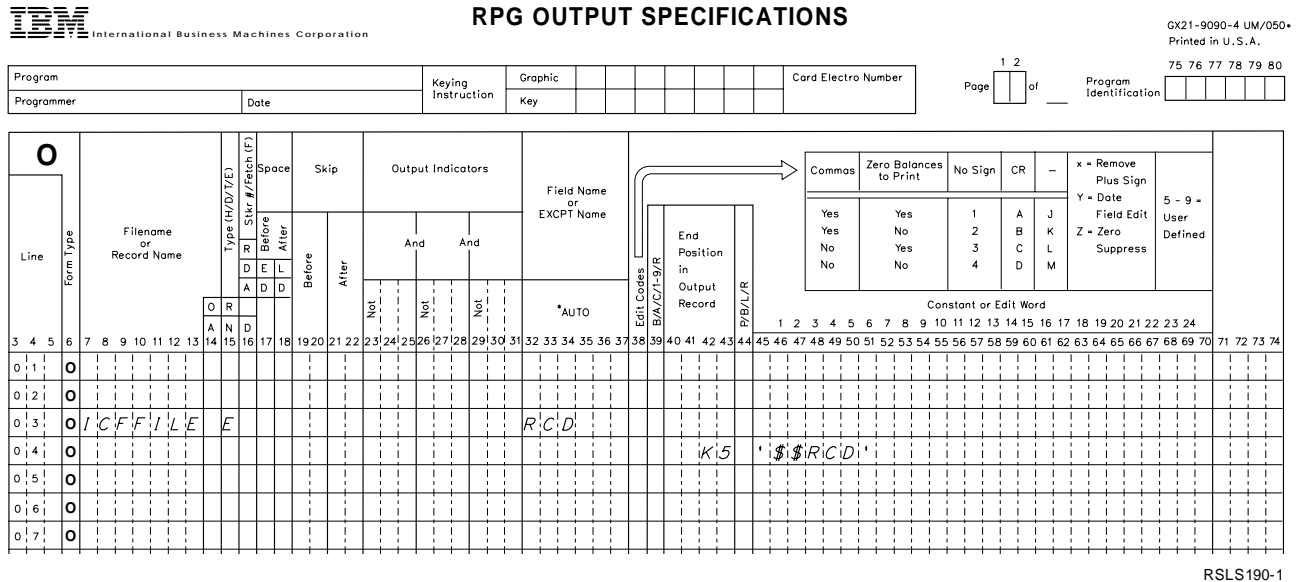 IBM International Business Machines Corporation
RPG OUTPUT SPECIFICATIONS
GX21-9090-4 UM/050*
Printed in U.S.A.
Program
Programmer
Date
Keying Instruction
Graphic
Key
Card Electro Number
1 2
Page of
Program Identification
75 76 77 78 79 80
O
Line
Form Type
Filename
or
Record Name
Type (H/D/T/E)
Stkr #/Fetch (F)
Space
Before
After
Skip
Before
After
R
D E L
A D D
O R
A N D
Output Indicators
And And
Not
Not
Not
Field Name
or
EXCPT Name
*AUTO
Edit Codes
B/A/C/1-9/R
End
Position
in
Output
Record
P/B/L/R
Commas
Zero Balances to Print
No Sign
CR
–
Yes Yes 1 A J
Yes No 2 B K
No Yes 3 C L
No No 4 D M
x = Remove
Plus Sign
Y = Date
Field Edit
Z = Zero
Suppress
5 - 9 =
User
Defined
Constant or Edit Word
1 2 3 4 5 6 7 8 9 10 11 12 13 14 15 16 17 18 19 20 21 22 23 24
3 4 5 6 7 8 9 10 11 12 13 14 15 16 17 18 19 20 21 22 23 24 25 26 27 28 29 30 31 32 33 34 35 36 37 38 39 40 41 42 43 44 45 46 47 48 49 50 51 52 53 54 55 56 57 58 59 60 61 62 63 64 65 66 67 68 69 70 71 72 73 74
0 1 O
0 2 O
0 3 O ICFFILE E RCD
0 4 O K5 '$$RCD'
0 5 O
0 6 O
0 7 O
RSLS190-1